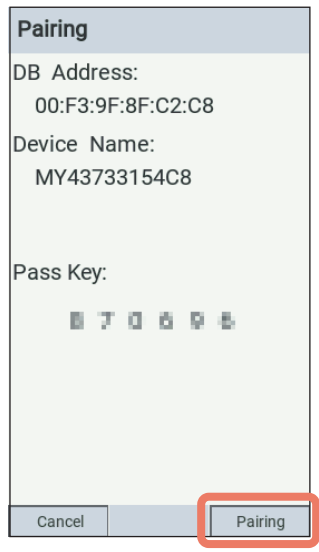 Pairing
DB Address:
00:F3:9F:8F:C2:C8
Device Name:
MY43733154C8
Pass Key:
Cancel
Pairing